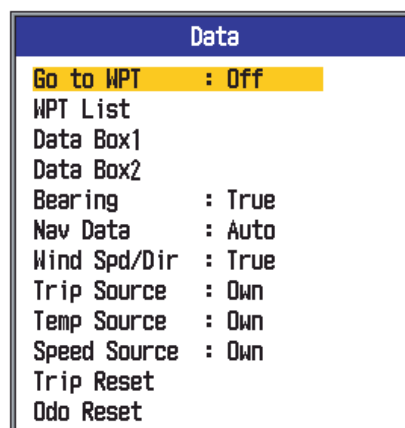 Data
Go to WPT : Off
WPT List
Data Box1
Data Box2
Bearing : True
Nav Data : Auto
Wind Spd/Dir : True
Trip Source : Own
Temp Source : Own
Speed Source : Own
Trip Reset
Odo Reset